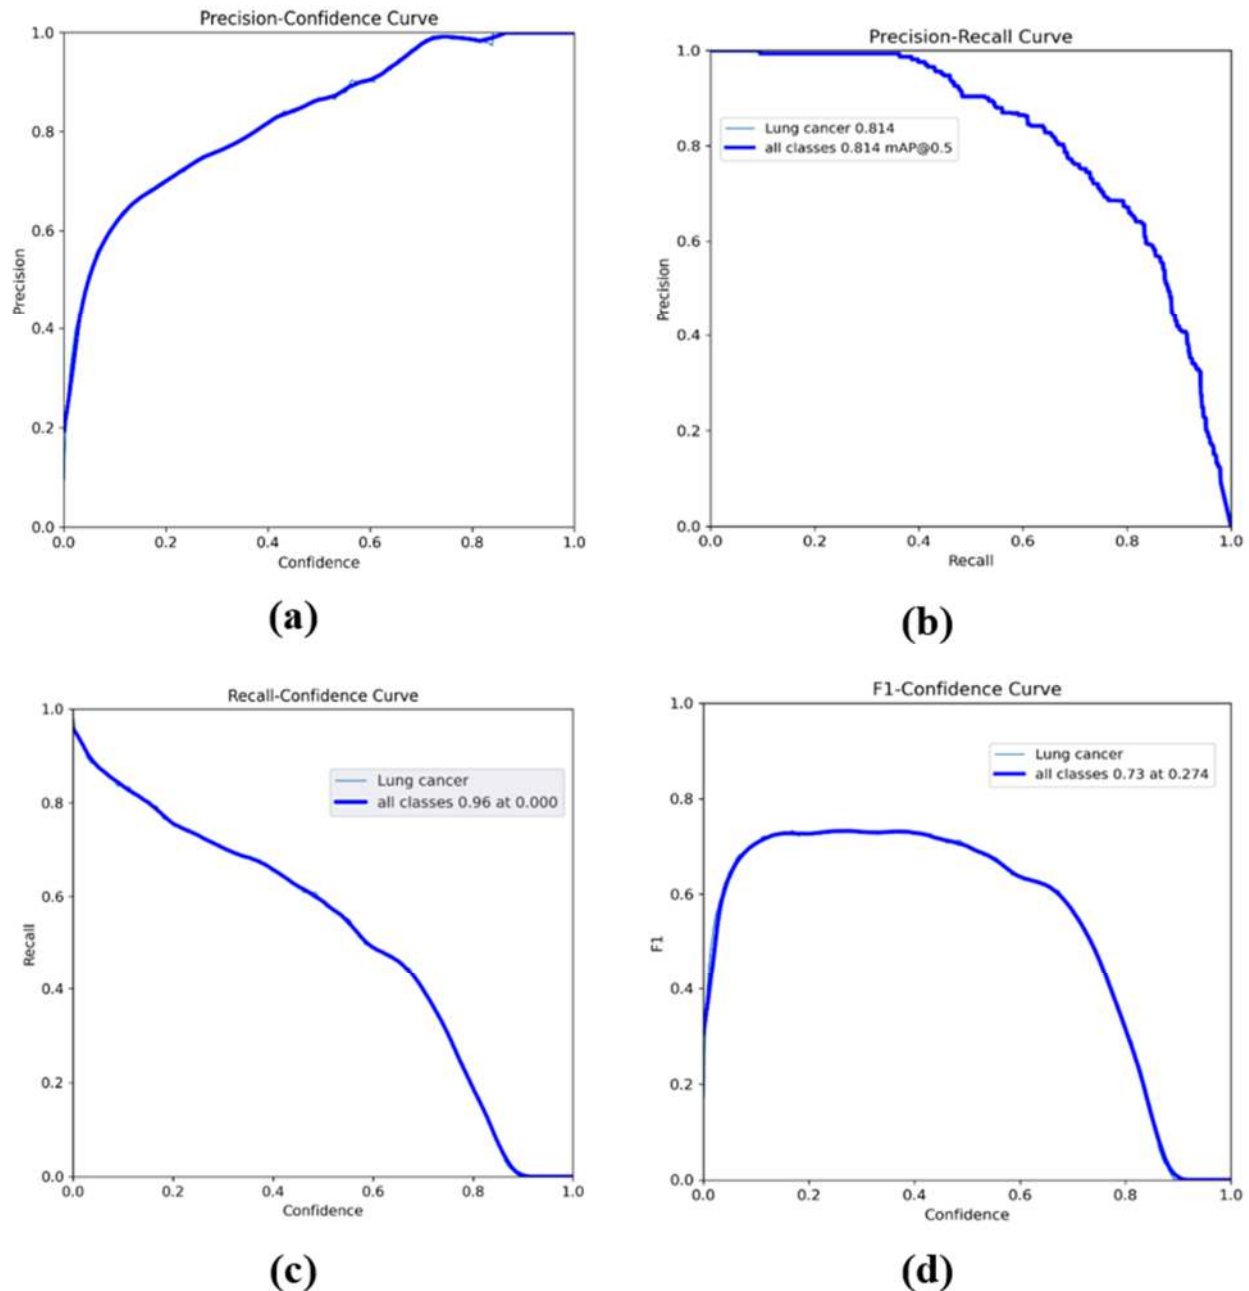 Precision-Confidence Curve
1.0
0.8
0.6
0.4
0.2
0.0
Precision
0.0 0.2 0.4 0.6 0.8 1.0
Confidence
(a)
Precision-Recall Curve
1.0
0.8
0.6
0.4
0.2
0.0
Precision
Lung cancer 0.814
all classes 0.814 mAP@0.5
0.0 0.2 0.4 0.6 0.8 1.0
Recall
(b)
Recall-Confidence Curve
1.0
0.8
0.6
0.4
0.2
0.0
Recall
Lung cancer
all classes 0.96 at 0.000
0.0 0.2 0.4 0.6 0.8 1.0
Confidence
(c)
F1-Confidence Curve
1.0
0.8
0.6
0.4
0.2
0.0
F1
Lung cancer
all classes 0.73 at 0.274
0.0 0.2 0.4 0.6 0.8 1.0
Confidence
(d)